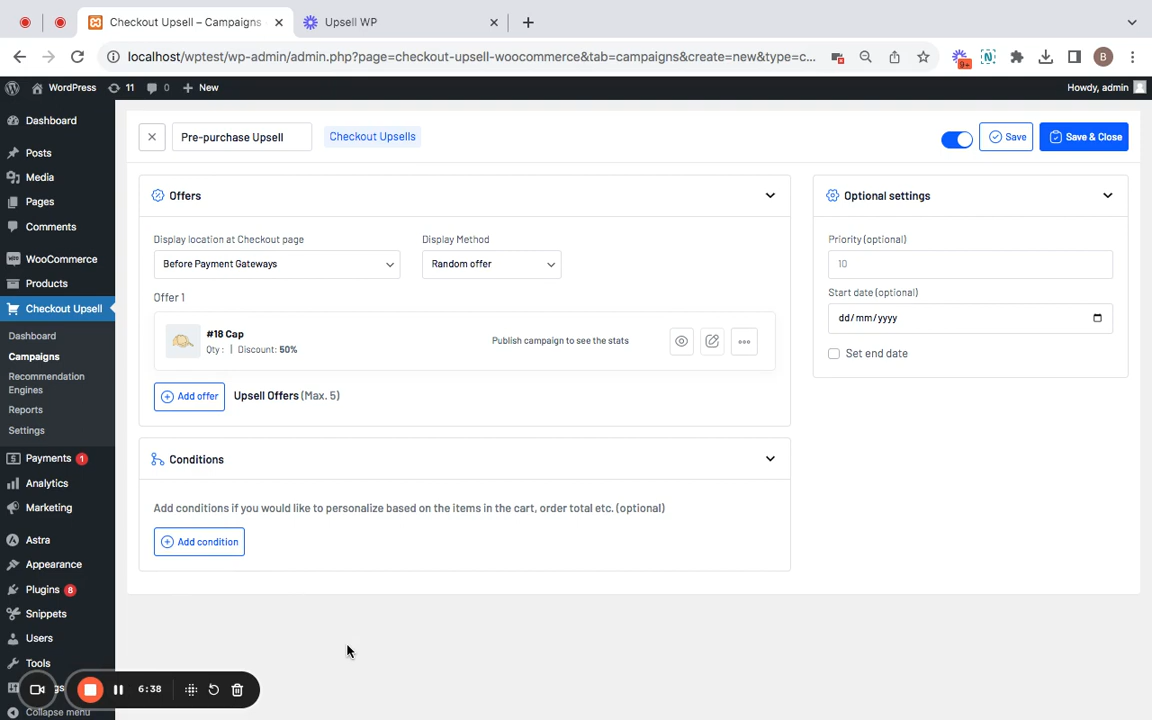 Checkout Upsell – Campaigns
Upsell WP
localhost/wptest/wp-admin/admin.php?page=checkout-upsell-woocommerce&tab=campaigns&create=new&type=c...
9+
B
WordPress
11
0
New
Howdy, admin
Dashboard
Posts
Media
Pages
Comments
WooCommerce
Products
Checkout Upsell
Dashboard
Campaigns
Recommendation
Engines
Reports
Settings
Payments 1
Analytics
Marketing
Astra
Appearance
Plugins 8
Snippets
Users
Tools
gs
Collapse menu
6:38
Pre-purchase Upsell
Checkout Upsells
Save
Save & Close
Offers
Display location at Checkout page
Display Method
Before Payment Gateways
Random offer
Offer 1
#18 Cap
Qty : | Discount: 50%
Publish campaign to see the stats
Add offer
Upsell Offers (Max. 5)
Conditions
Add conditions if you would like to personalize based on the items in the cart, order total etc. (optional)
Add condition
Optional settings
Priority (optional)
10
Start date (optional)
dd/mm/yyyy
Set end date